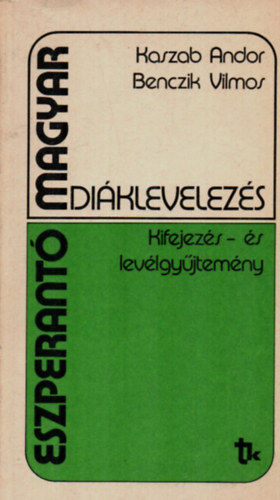 Kaszab Andor
Benczik Vilmos
ESZPERANTÓ MAGYAR
DIÁKLEVELEZÉS
Kifejezés- és
levélgyűjtemény
tk